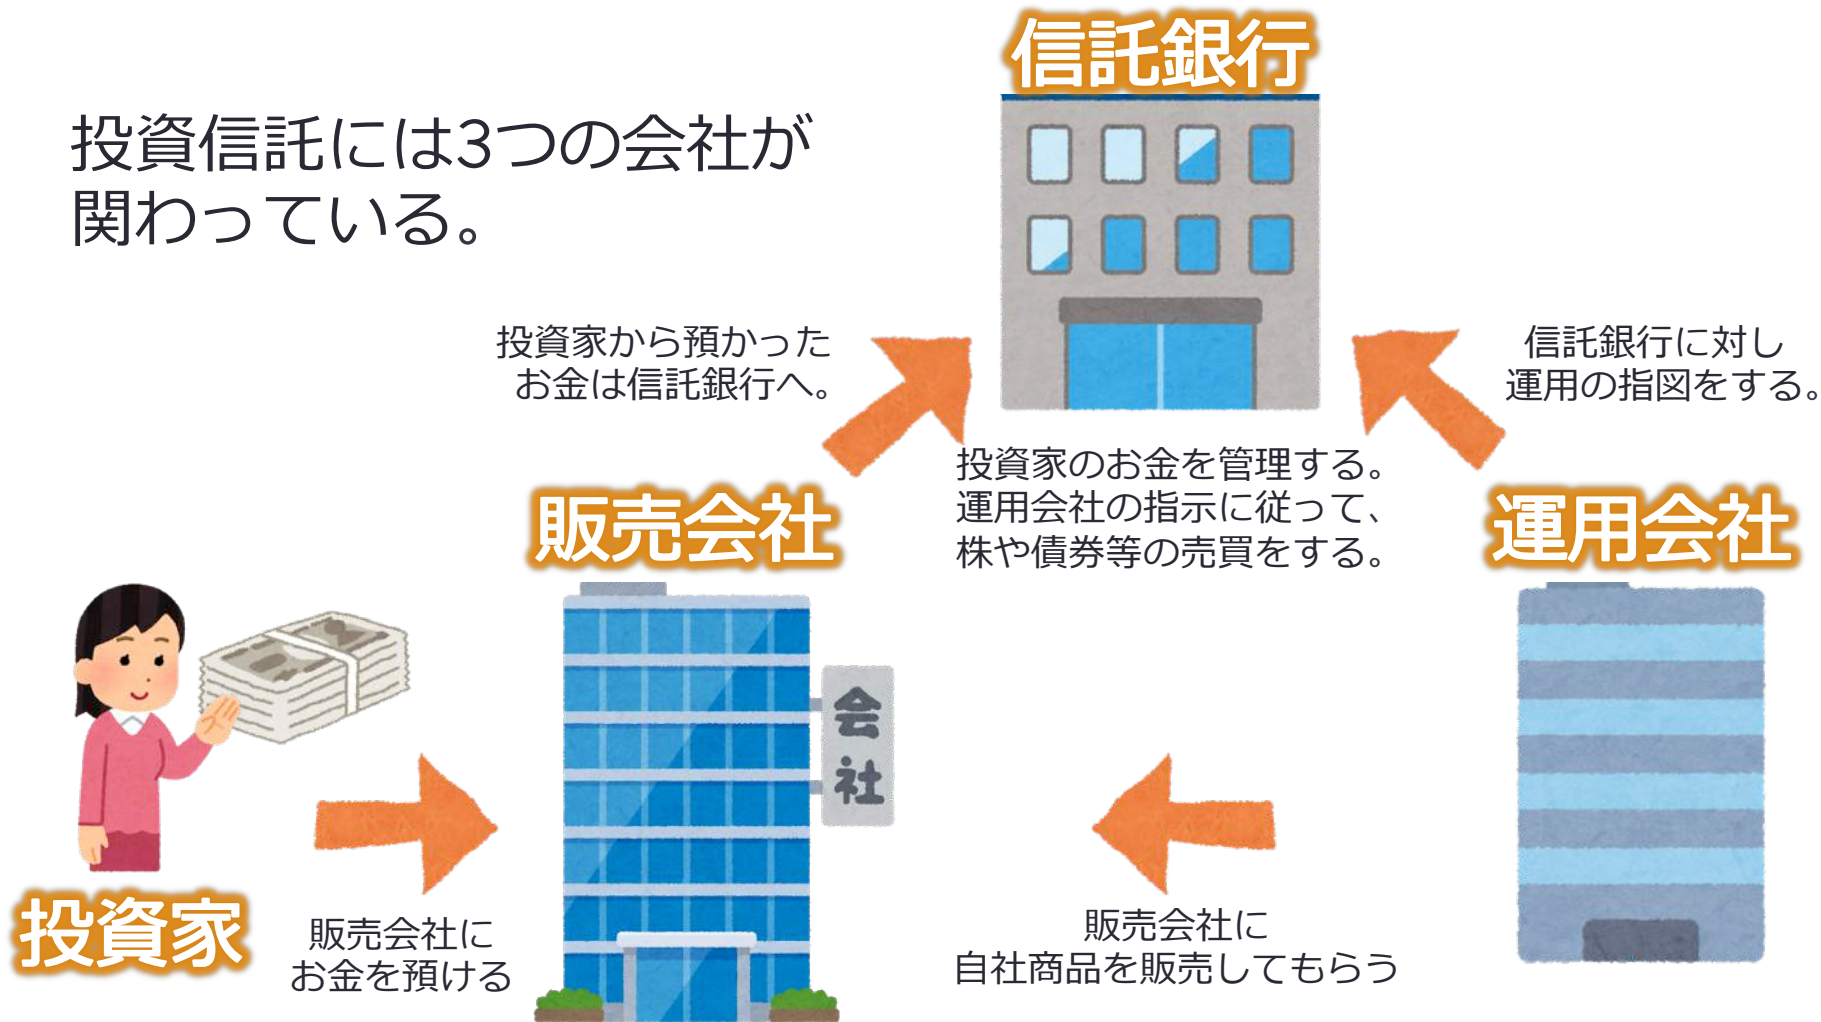 信託銀行
投資信託には3つの会社が
関わっている。
投資家から預かった
お金は信託銀行へ。
信託銀行に対し
運用の指図をする。
投資家のお金を管理する。
運用会社の指示に従って、
株や債券等の売買をする。
販売会社
運用会社
会
社
投資家
販売会社に
お金を預ける
販売会社に
自社商品を販売してもらう